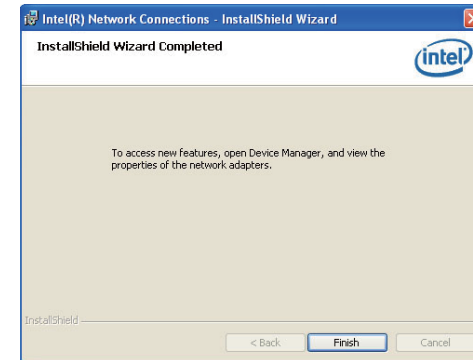 Intel(R) Network Connections - InstallShield Wizard
InstallShield Wizard Completed
intel
To access new features, open Device Manager, and view the
properties of the network adapters.
InstallShield
< Back
Finish
Cancel